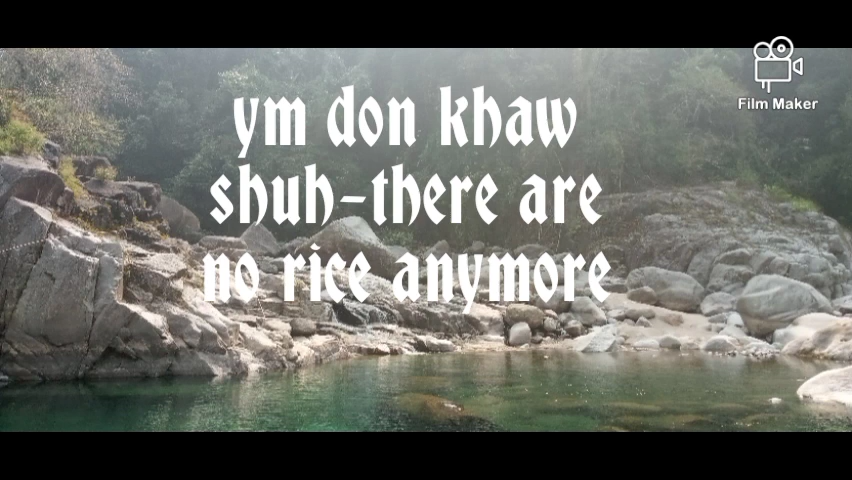 Film Maker
ym don khaw
shuh-there are
no rice anymore